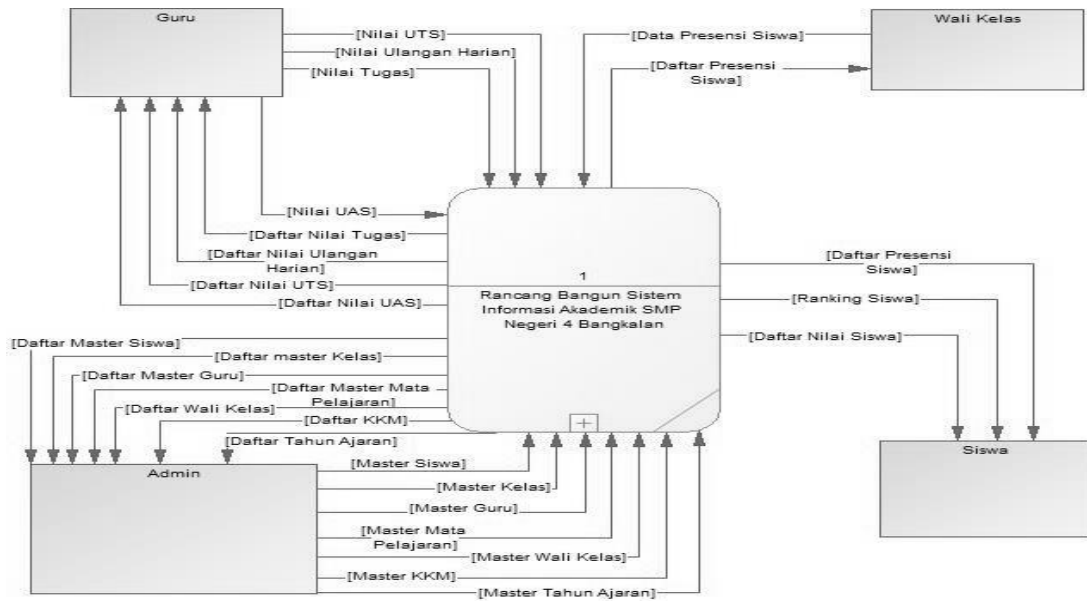 Guru
Wali Kelas
[Nilai UTS]
[Nilai Ulangan Harian]
[Nilai Tugas]
[Data Presensi Siswa]
[Daftar Presensi
Siswa]
[Nilai UAS]
[Daftar Nilai Tugas]
[Daftar Nilai Ulangan
Harian]
[Daftar Nilai UTS]
[Daftar Nilai UAS]
1
Rancang Bangun Sistem
Informasi Akademik SMP
Negeri 4 Bangkalan
[Daftar Presensi
Siswa]
[Ranking Siswa]
[Daftar Nilai Siswa]
[Daftar Master Siswa]
[Daftar master Kelas]
[Daftar Master Guru]
[Daftar Master Mata
Pelajaran]
[Daftar Wali Kelas]
[Daftar KKM]
[Daftar Tahun Ajaran]
Admin
Siswa
[Master Siswa]
[Master Kelas]
[Master Guru]
[Master Mata
Pelajaran]
[Master Wali Kelas]
[Master KKM]
[Master Tahun Ajaran]